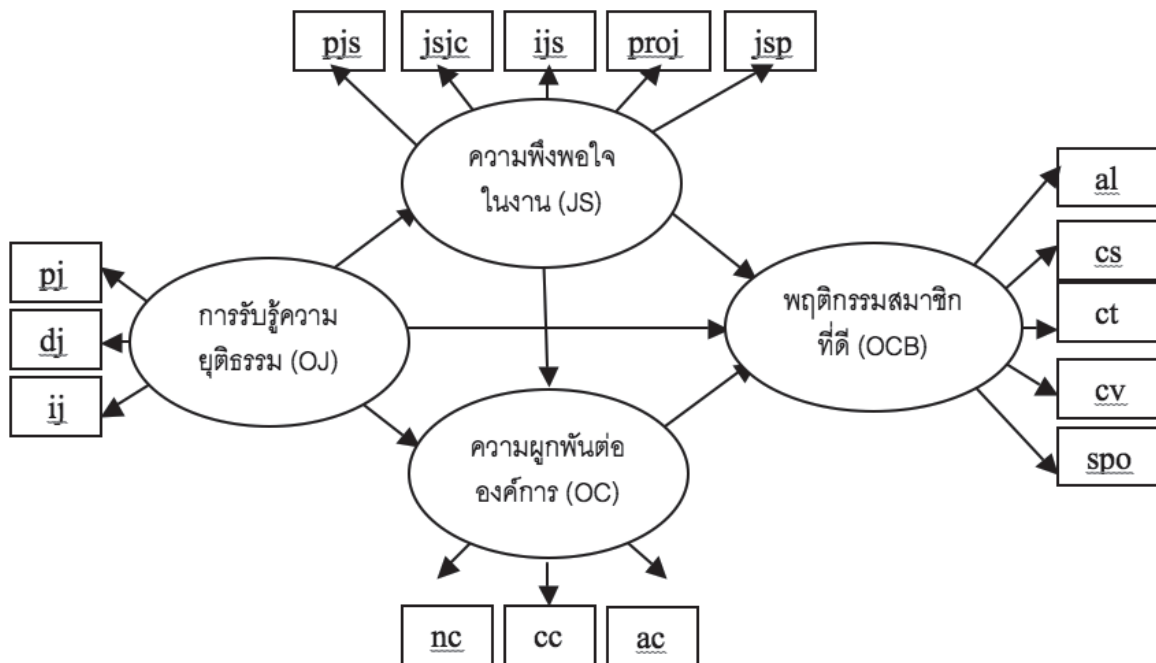 pjs
jsjc
ijs
proj
jsp
ความพึงพอใจ
ในงาน (JS)
al
cs
ct
cv
spo
pj
dj
ij
การรับรู้ความ
ยุติธรรม (OJ)
พฤติกรรมสมาชิก
ที่ดี (OCB)
ความผูกพันต่อ
องค์การ (OC)
nc
cc
ac